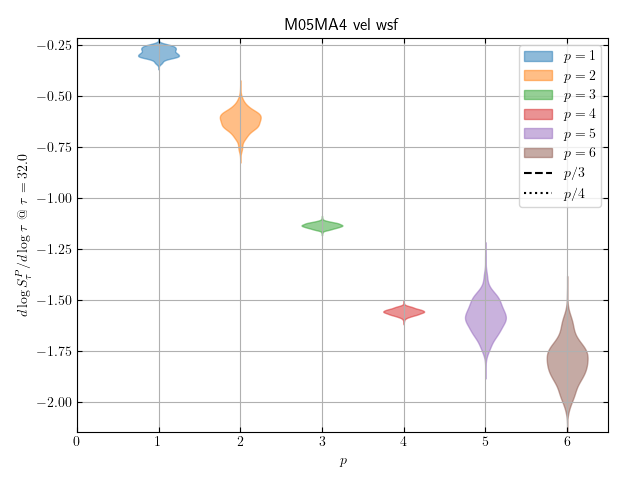 M05MA4 vel wsf
d log S_τ^P / d log τ @ τ = 32.0
−0.25
−0.50
−0.75
−1.00
−1.25
−1.50
−1.75
−2.00
p = 1
p = 2
p = 3
p = 4
p = 5
p = 6
p/3
p/4
0 1 2 3 4 5 6
p